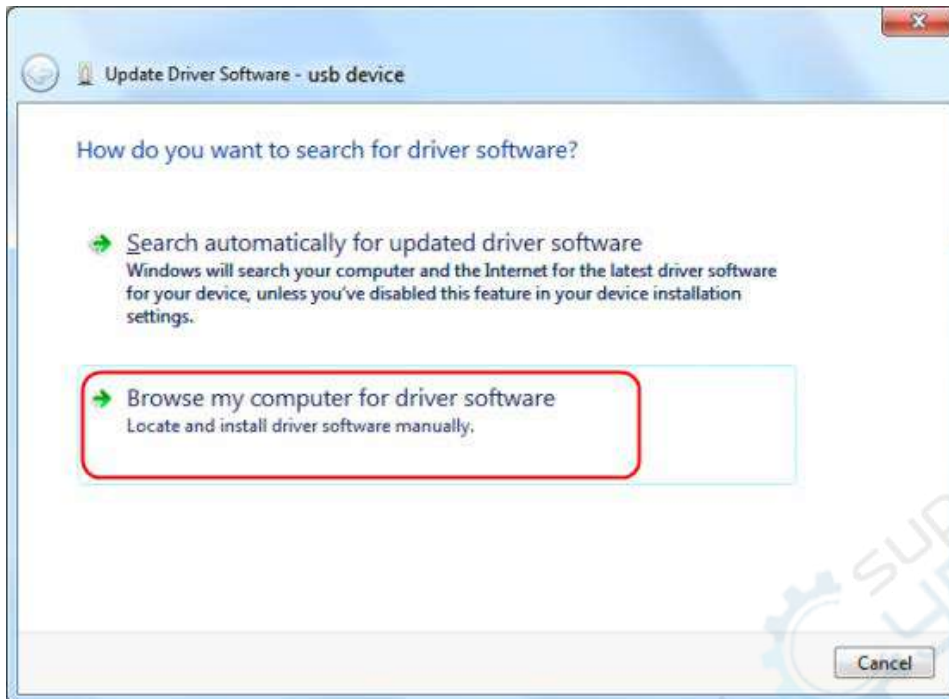 Update Driver Software - usb device
How do you want to search for driver software?
Search automatically for updated driver software
Windows will search your computer and the Internet for the latest driver software
for your device, unless you've disabled this feature in your device installation
settings.
Browse my computer for driver software
Locate and install driver software manually.
Cancel